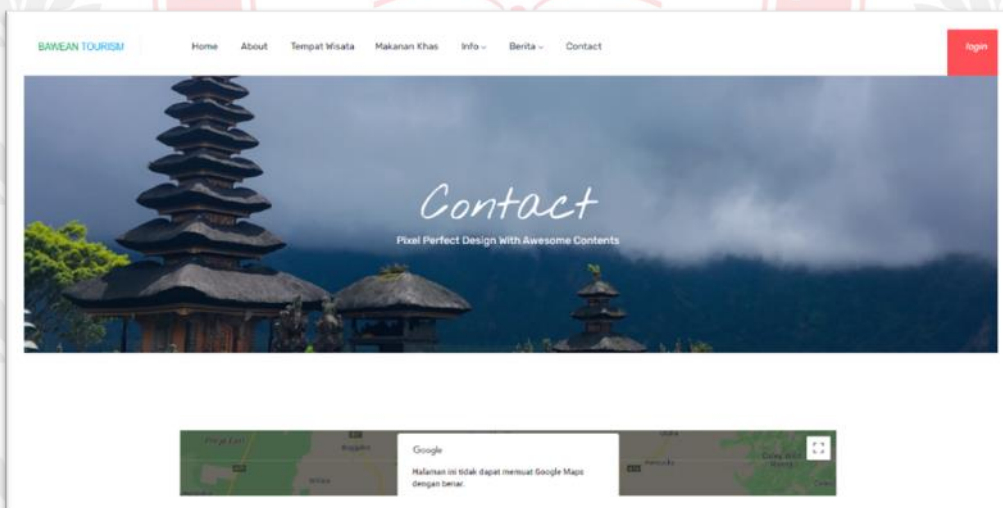 BAWEAN TOURISM
Home About Tempat Wisata Makanan Khas Info Berita Contact
login
Contact
Pixel Perfect Design With Awesome Contents
Google
Halaman ini tidak dapat memuat Google Maps
dengan benar.